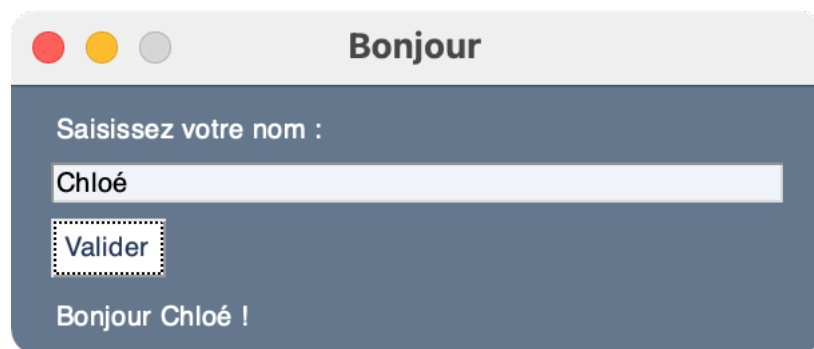 Bonjour
Saisissez votre nom :
Chloé
Valider
Bonjour Chloé !